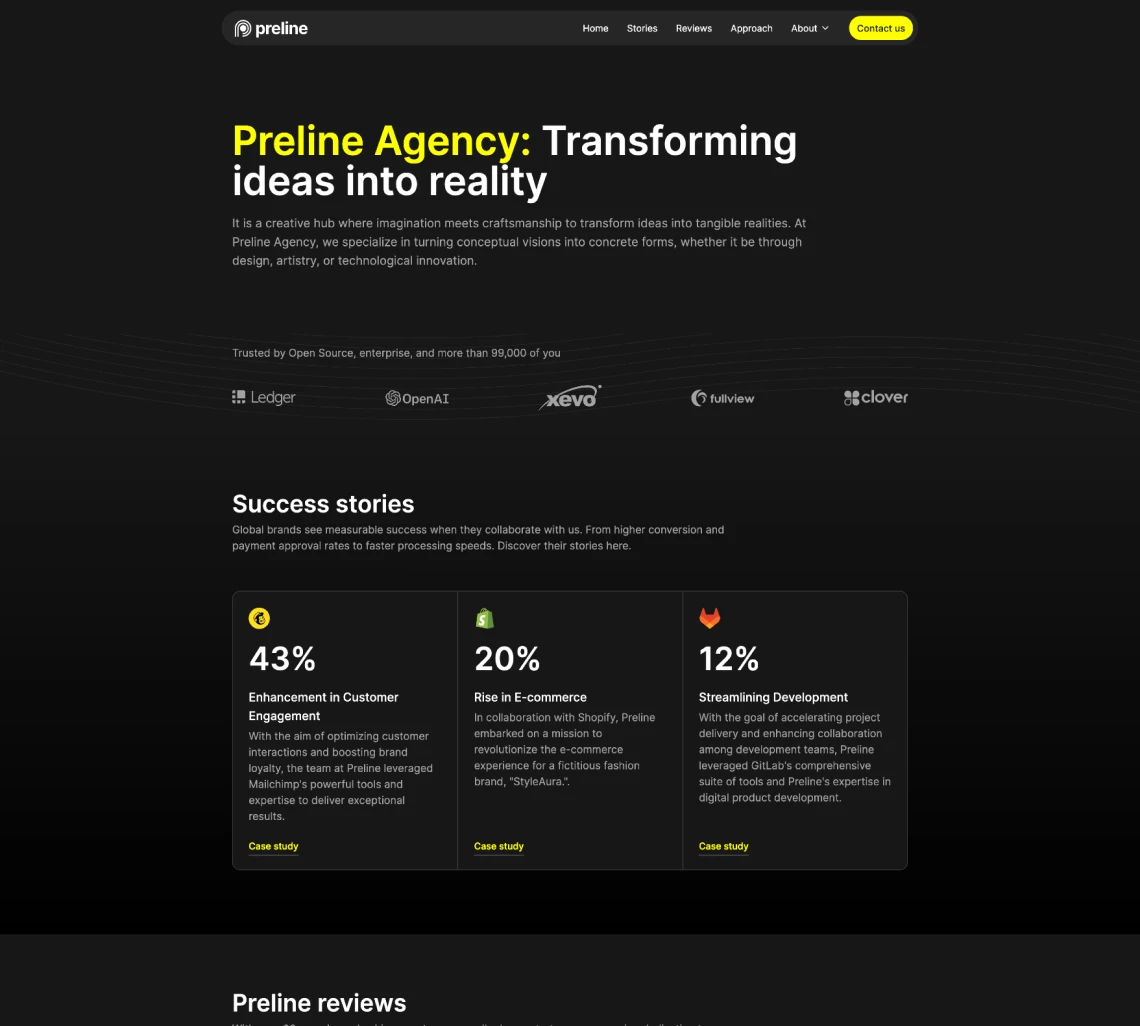 preline
Home Stories Reviews Approach About Contact us
Preline Agency: Transforming
ideas into reality
It is a creative hub where imagination meets craftsmanship to transform ideas into tangible realities. At
Preline Agency, we specialize in turning conceptual visions into concrete forms, whether it be through
design, artistry, or technological innovation.
Trusted by Open Source, enterprise, and more than 99,000 of you
Ledger OpenAI xevo fullview clover
Success stories
Global brands see measurable success when they collaborate with us. From higher conversion and
payment approval rates to faster processing speeds. Discover their stories here.
43%
Enhancement in Customer
Engagement
With the aim of optimizing customer
interactions and boosting brand
loyalty, the team at Preline leveraged
Mailchimp's powerful tools and
expertise to deliver exceptional
results.
Case study
20%
Rise in E-commerce
In collaboration with Shopify, Preline
embarked on a mission to
revolutionize the e-commerce
experience for a fictitious fashion
brand, "StyleAura.".
Case study
12%
Streamlining Development
With the goal of accelerating project
delivery and enhancing collaboration
among development teams, Preline
leveraged GitLab's comprehensive
suite of tools and Preline's expertise in
digital product development.
Case study
Preline reviews